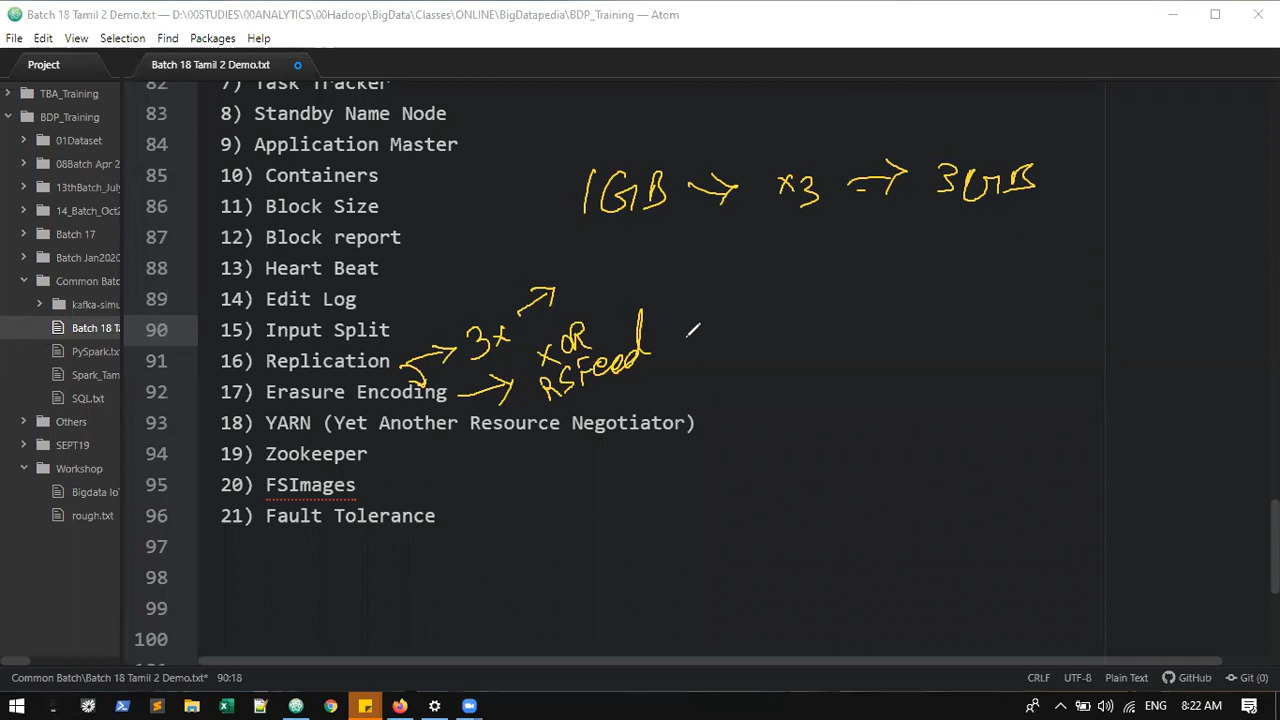 Batch 18 Tamil 2 Demo.txt — D:\00STUDIES\00ANALYTICS\00Hadoop\BigData\Classes\ONLINE\BigDatapedia\BDP_Training — Atom
File Edit View Selection Find Packages Help
Project
Batch 18 Tamil 2 Demo.txt
TBA_Training
BDP_Training
01Dataset
08Batch Apr 2
13thBatch_July
14_Batch_Oct2
Batch 17
Batch Jan2020
Common Batc
kafka-simu
Batch 18 Ta
PySpark.txt
Spark_Tam
SQL.txt
Others
SEPT19
Workshop
Bigdata Io
rough.txt
82 7) Task Tracker
83 8) Standby Name Node
84 9) Application Master
85 10) Containers
86 11) Block Size
87 12) Block report
88 13) Heart Beat
89 14) Edit Log
90 15) Input Split
91 16) Replication
92 17) Erasure Encoding
93 18) YARN (Yet Another Resource Negotiator)
94 19) Zookeeper
95 20) FSImages
96 21) Fault Tolerance
97
98
99
100
1GB → x3 → 3GB
3x
XOR
RSFeed
Common Batch\Batch 18 Tamil 2 Demo.txt* 90:18 CRLF UTF-8 Plain Text GitHub Git (0)
ENG 8:22 AM